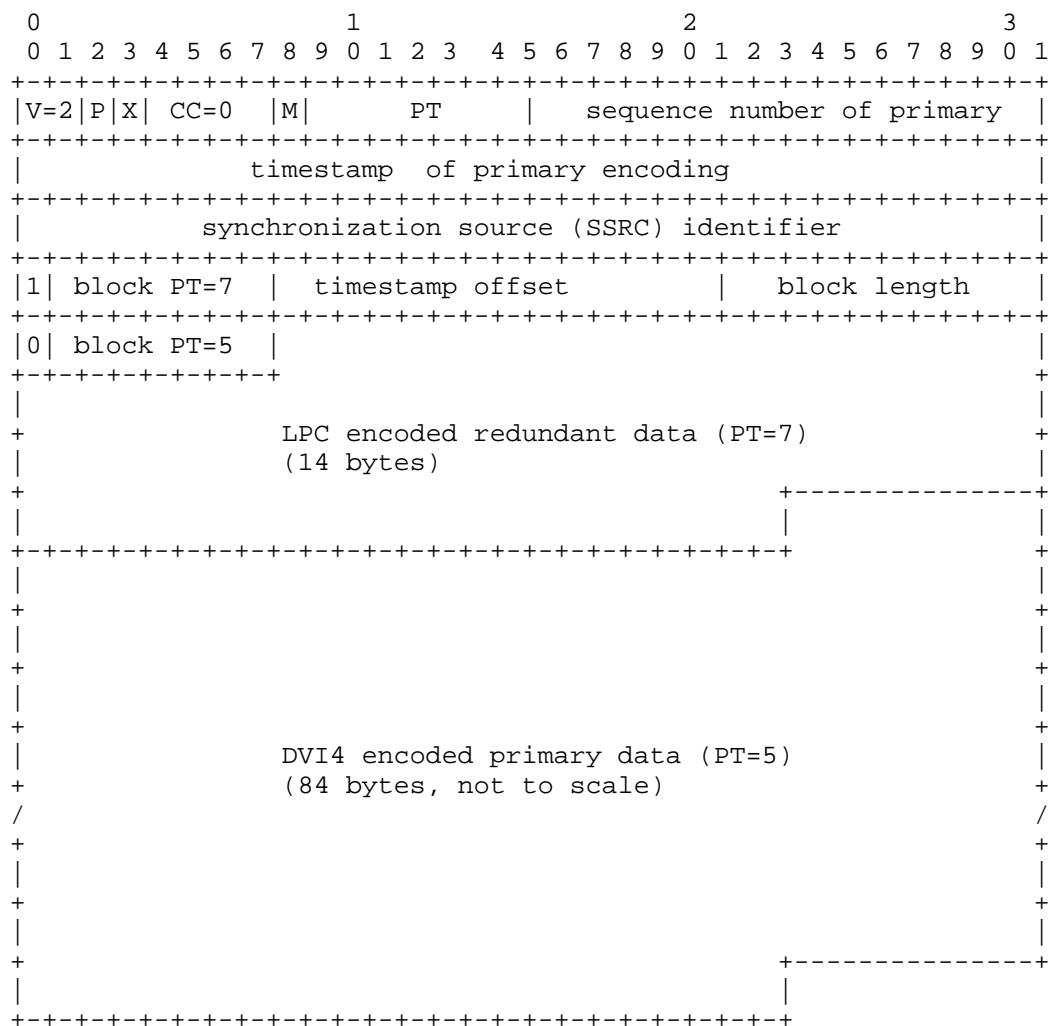 0                   1                   2                   3
 0 1 2 3 4 5 6 7 8 9 0 1 2 3  4 5 6 7 8 9 0 1 2 3 4 5 6 7 8 9 0 1
+-+-+-+-+-+-+-+-+-+-+-+-+-+-+-+-+-+-+-+-+-+-+-+-+-+-+-+-+-+-+-+-+
|V=2|P|X| CC=0  |M|      PT     |   sequence number of primary  |
+-+-+-+-+-+-+-+-+-+-+-+-+-+-+-+-+-+-+-+-+-+-+-+-+-+-+-+-+-+-+-+-+
|              timestamp  of primary encoding                   |
+-+-+-+-+-+-+-+-+-+-+-+-+-+-+-+-+-+-+-+-+-+-+-+-+-+-+-+-+-+-+-+-+
|           synchronization source (SSRC) identifier            |
+-+-+-+-+-+-+-+-+-+-+-+-+-+-+-+-+-+-+-+-+-+-+-+-+-+-+-+-+-+-+-+-+
|1| block PT=7  |  timestamp offset         |   block length    |
+-+-+-+-+-+-+-+-+-+-+-+-+-+-+-+-+-+-+-+-+-+-+-+-+-+-+-+-+-+-+-+-+
|0| block PT=5  |                                               |
+-+-+-+-+-+-+-+-+                                               +
|                                                               |
+                LPC encoded redundant data (PT=7)              +
|                (14 bytes)                                     |
+                                               +---------------+
|                                               |               |
+-+-+-+-+-+-+-+-+-+-+-+-+-+-+-+-+-+-+-+-+-+-+-+-+               +
|                                                               |
+                                                               +
|                                                               |
+                                                               +
|                                                               |
+                                                               +
|                DVI4 encoded primary data (PT=5)               |
+                (84 bytes, not to scale)                       +
/                                                               /
+                                                               +
|                                                               |
+                                                               +
|                                                               |
+                                               +---------------+
|                                               |
+-+-+-+-+-+-+-+-+-+-+-+-+-+-+-+-+-+-+-+-+-+-+-+-+